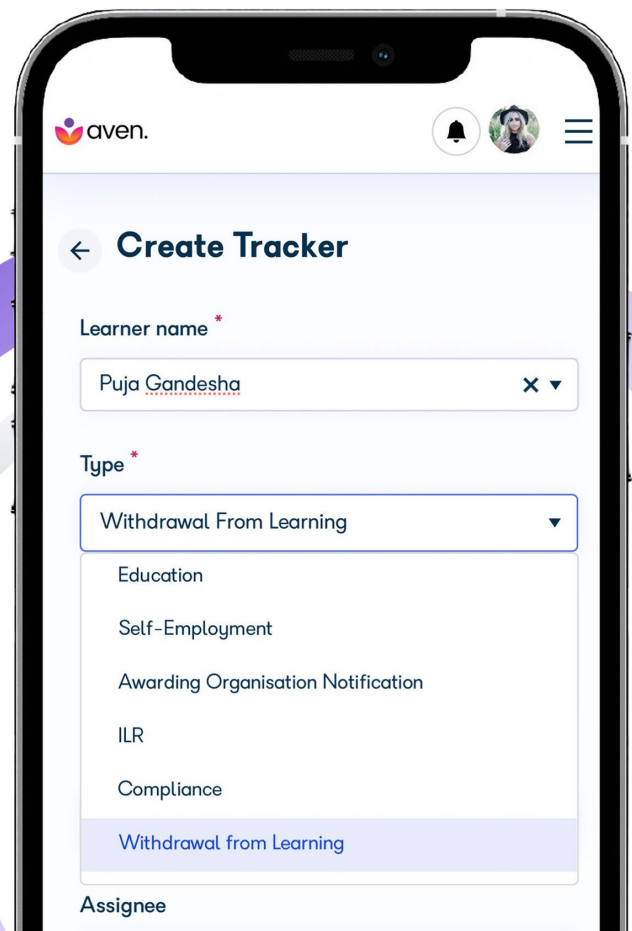 aven.
Create Tracker
Learner name *
Puja Gandesha
Type *
Withdrawal From Learning
Education
Self-Employment
Awarding Organisation Notification
ILR
Compliance
Withdrawal from Learning
Assignee